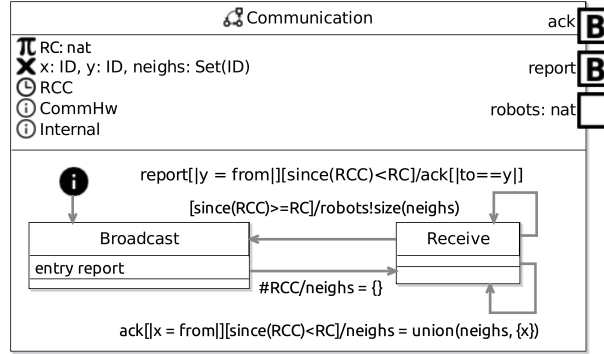 Communication
ack
B
π RC: nat
x: ID, y: ID, neighs: Set(ID)
report
B
RCC
i CommHw
robots: nat
i Internal
i
report[|y = from|][since(RCC)<RC]/ack[|to==y|]
[since(RCC)>=RC]/robots!size(neighs)
Broadcast
Receive
entry report
#RCC/neighs = {}
ack[|x = from|][since(RCC)<RC]/neighs = union(neighs, {x})